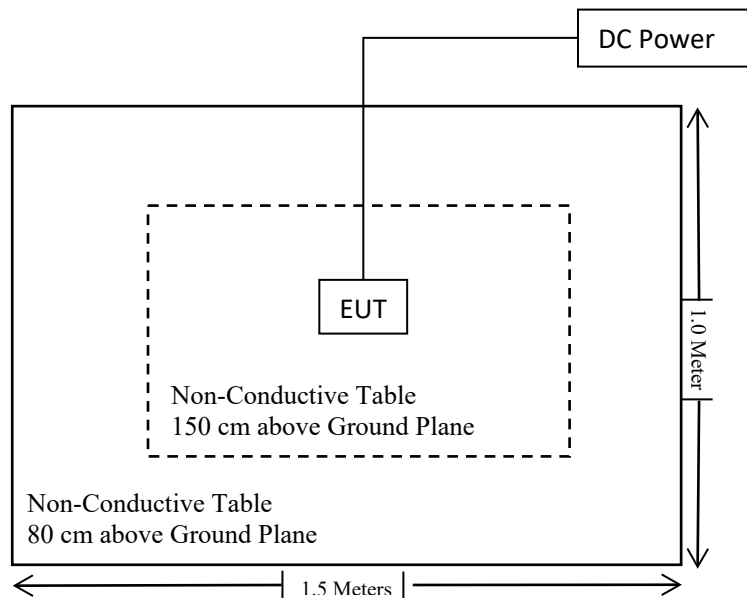 DC Power
EUT
1.0 Meter
Non-Conductive Table
150 cm above Ground Plane
Non-Conductive Table
80 cm above Ground Plane
1.5 Meters